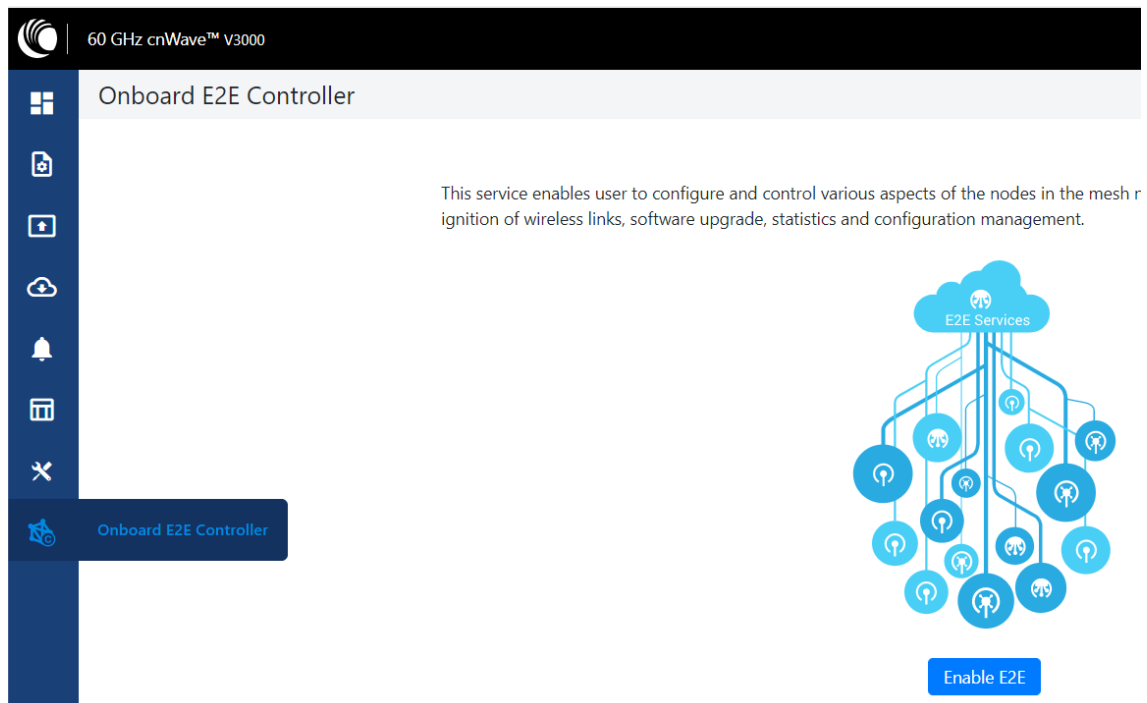 60 GHz cnWave™ V3000
Onboard E2E Controller
This service enables user to configure and control various aspects of the nodes in the mesh
ignition of wireless links, software upgrade, statistics and configuration management.
E2E Services
Onboard E2E Controller
Enable E2E